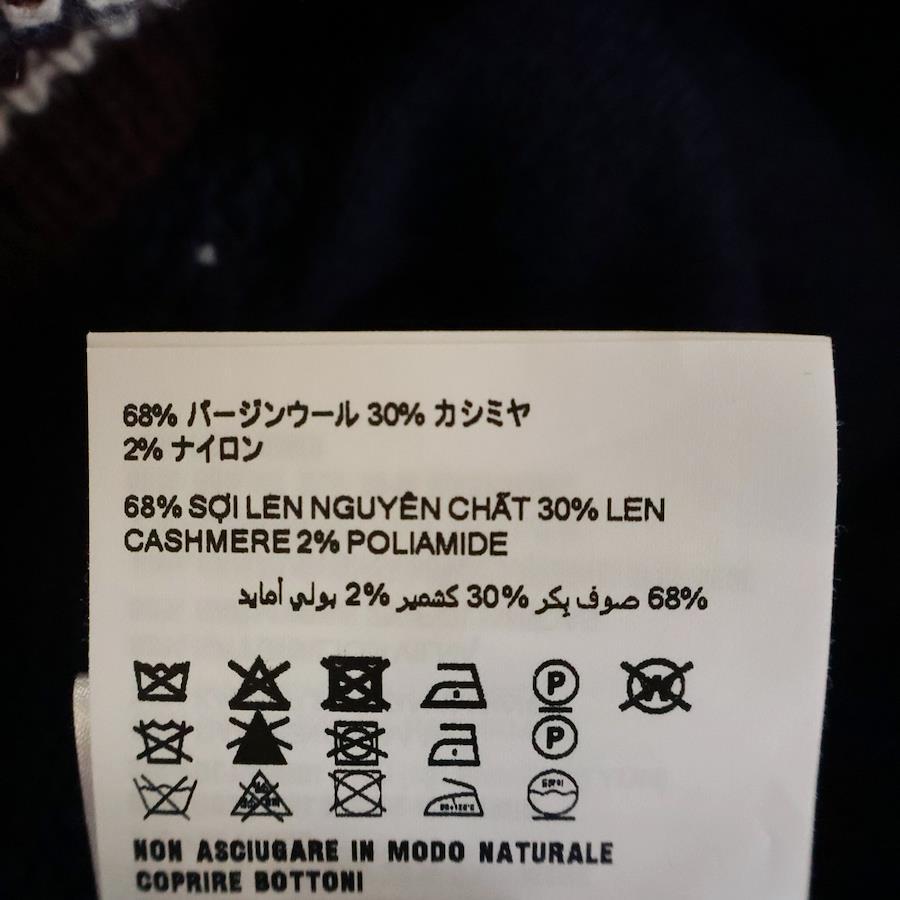 68% バージンウール 30% カシミヤ
2% ナイロン
68% SỢI LEN NGUYÊN CHẤT 30% LEN
CASHMERE 2% POLIAMIDE
68% صوف بكر 30% كشمير 2% بولي أمايد
P W
P
NON ASCIUGARE IN MODO NATURALE
COPRIRE BOTTONI